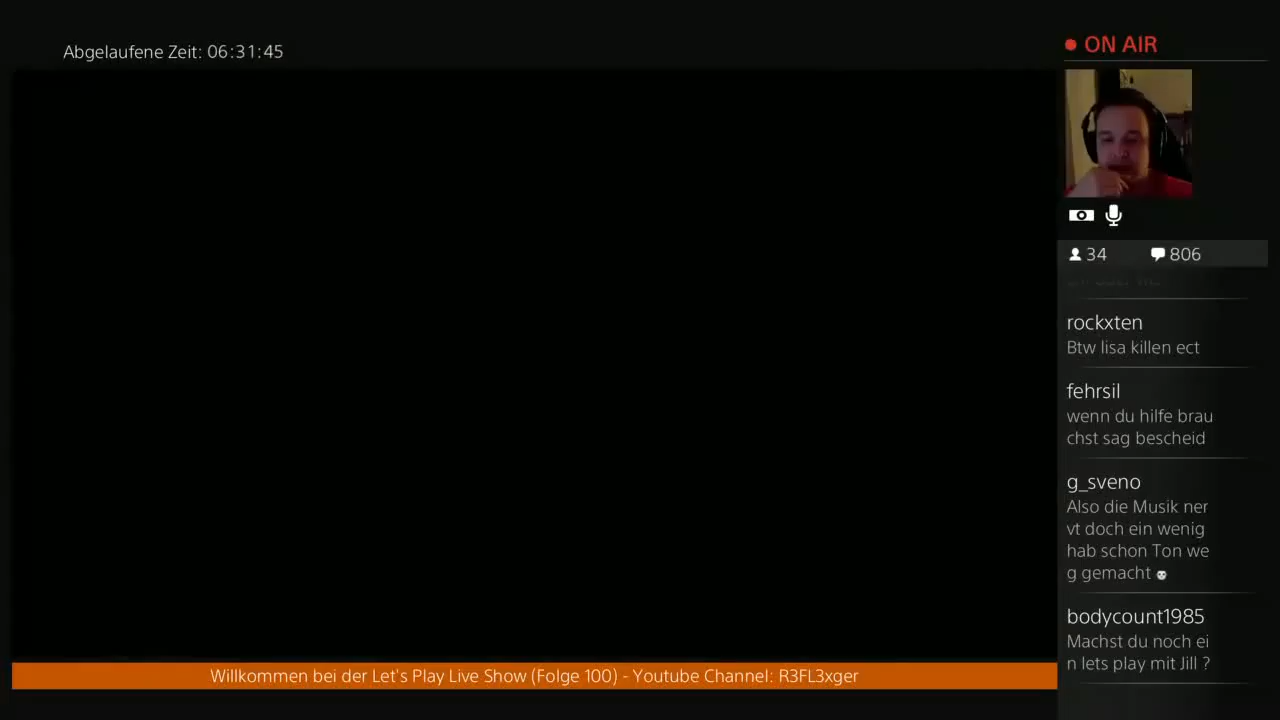 Abgelaufene Zeit: 06:31:45
ON AIR
34 806
rockxten
Btw lisa killen ect
fehrsil
wenn du hilfe brau
chst sag bescheid
g_sveno
Also die Musik ner
vt doch ein wenig
hab schon Ton we
g gemacht
bodycount1985
Machst du noch ei
n lets play mit Jill ?
Willkommen bei der Let's Play Live Show (Folge 100) - Youtube Channel: R3FL3xger